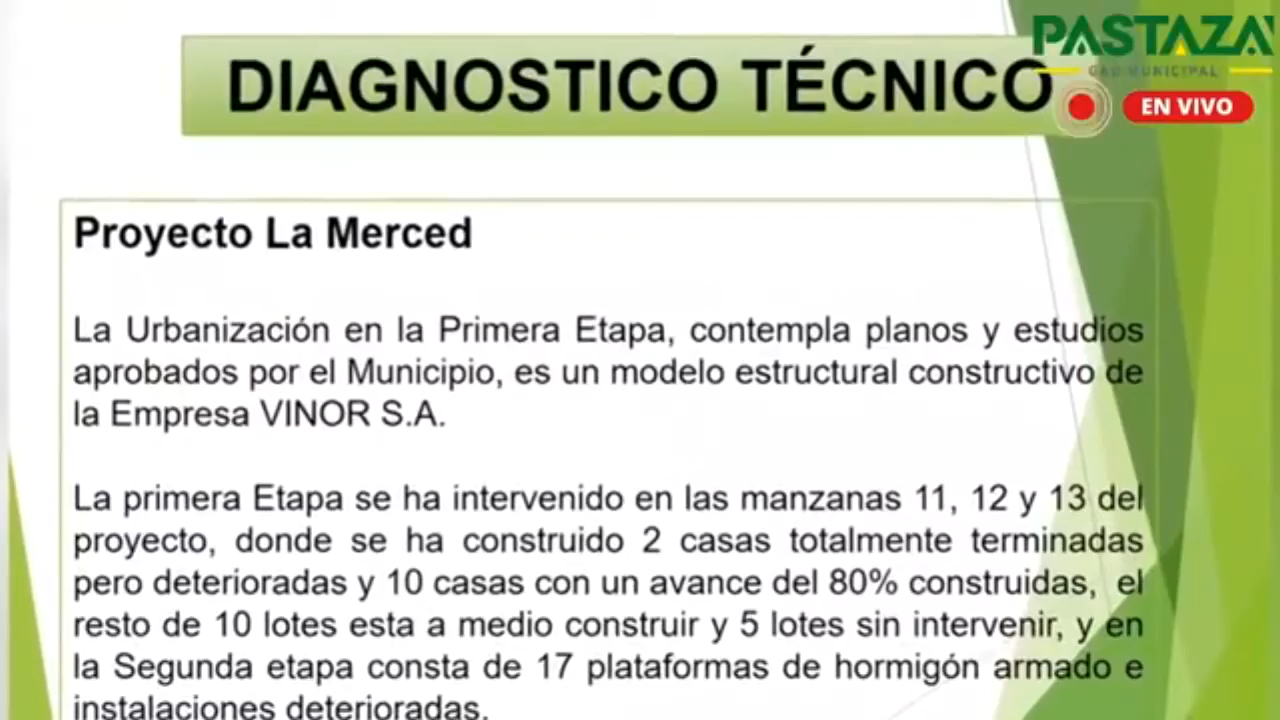 PASTAZA
GAD MUNICIPAL
EN VIVO
DIAGNOSTICO TÉCNICO
Proyecto La Merced
La Urbanización en la Primera Etapa, contempla planos y estudios
aprobados por el Municipio, es un modelo estructural constructivo de
la Empresa VINOR S.A.
La primera Etapa se ha intervenido en las manzanas 11, 12 y 13 del
proyecto, donde se ha construido 2 casas totalmente terminadas
pero deterioradas y 10 casas con un avance del 80% construidas, el
resto de 10 lotes esta a medio construir y 5 lotes sin intervenir, y en
la Segunda etapa consta de 17 plataformas de hormigón armado e
instalaciones deterioradas.